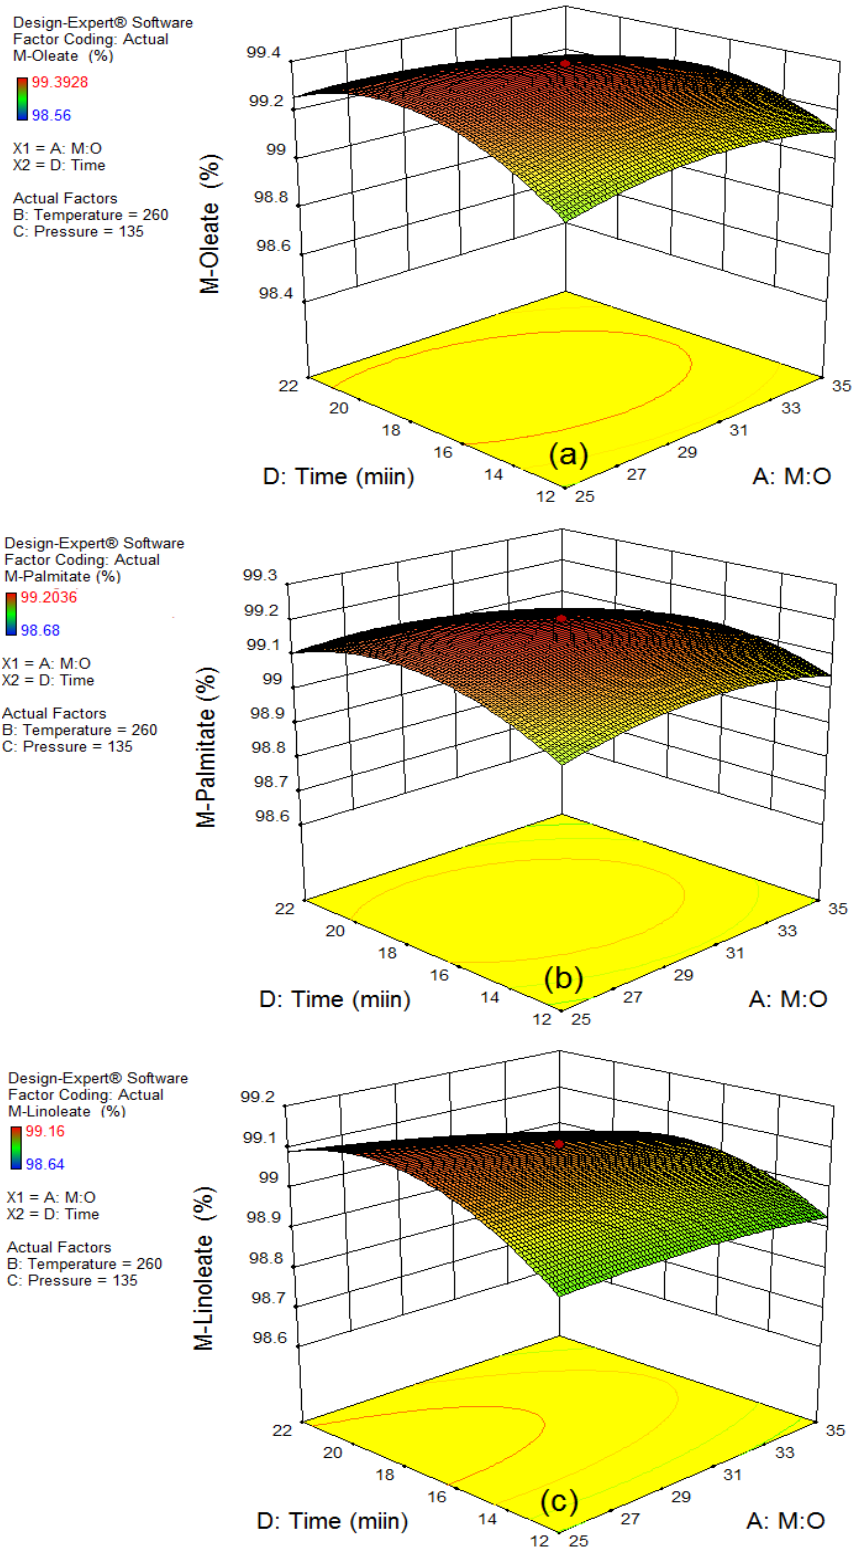 Design-Expert® Software
Factor Coding: Actual
M-Oleate (%)
99.3928
98.56
X1 = A: M:O
X2 = D: Time
Actual Factors
B: Temperature = 260
C: Pressure = 135
M-Oleate (%)
99.4
99.2
99
98.8
98.6
98.4
22
20
18
16
14
12
25
27
29
31
33
35
D: Time (miin)
(a)
A: M:O
Design-Expert® Software
Factor Coding: Actual
M-Palmitate (%)
99.2036
98.68
X1 = A: M:O
X2 = D: Time
Actual Factors
B: Temperature = 260
C: Pressure = 135
M-Palmitate (%)
99.3
99.2
99.1
99
98.9
98.8
98.7
98.6
22
20
18
16
14
12
25
27
29
31
33
35
D: Time (miin)
(b)
A: M:O
Design-Expert® Software
Factor Coding: Actual
M-Linoleate (%)
99.16
98.64
X1 = A: M:O
X2 = D: Time
Actual Factors
B: Temperature = 260
C: Pressure = 135
M-Linoleate (%)
99.2
99.1
99
98.9
98.8
98.7
98.6
22
20
18
16
14
12
25
27
29
31
33
35
D: Time (miin)
(c)
A: M:O